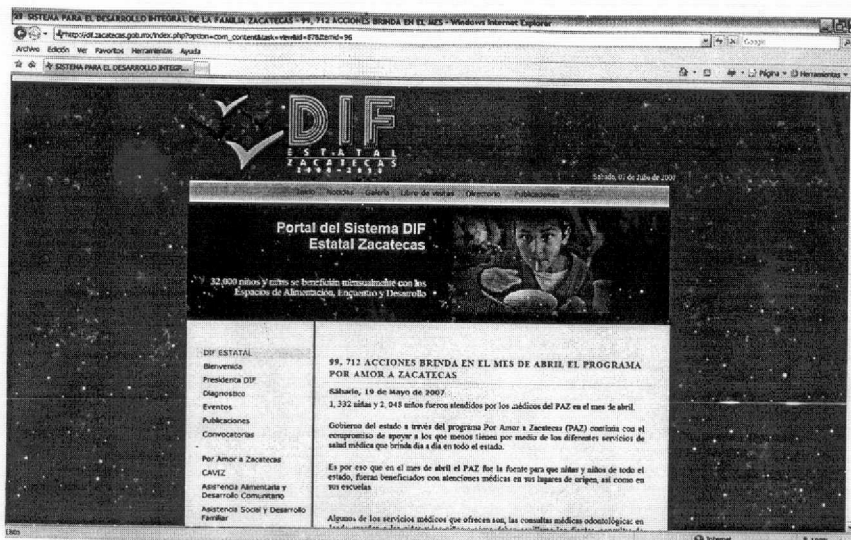 SISTEMA PARA EL DESARROLLO INTEGRAL DE LA FAMILIA ZACATECAS - 99, 712 ACCIONES BRINDA EN EL MES - Windows Internet Explorer
Archivo Edición Ver Favoritos Herramientas Ayuda
SISTEMA PARA EL DESARROLLO INTEGR...
Página Herramientas
Google
DIF
ESTATAL
ZACATECAS
Sábado, 07 de Julio de 2007
Inicio Noticias Galería Libro de visitas Directorio Publicaciones
Portal del Sistema DIF
Estatal Zacatecas
32,000 niños y niñas se benefician mensualmente con los
Espacios de Alimentación, Encuentro y Desarrollo
DIF ESTATAL
Bienvenida
Presidenta DIF
Diagnostico
Eventos
Publicaciones
Convocatorias
Por Amor a Zacatecas
CAVIZ
Asistencia Alimentaria y
Desarrollo Comunitario
Asistencia Social y Desarrollo
Familiar
99, 712 ACCIONES BRINDA EN EL MES DE ABRIL EL PROGRAMA
POR AMOR A ZACATECAS
Sábado, 19 de Mayo de 2007
1, 332 niñas y 2, 048 niños fueron atendidos por los médicos del PAZ en el mes de abril.
Gobierno del estado a través del programa Por Amor a Zacatecas (PAZ) continúa con el
compromiso de apoyar a los que menos tienen por medio de los diferentes servicios de
salud médica que brinda día a día en todo el estado.
Es por eso que en el mes de abril el PAZ fue la fuente para que niñas y niños de todo el
estado, fueran beneficiados con atenciones médicas en sus lugares de origen, así como en
sus escuelas
Algunos de los servicios médicos que ofrecen son, las consultas médicas odontológicas; en
Internet